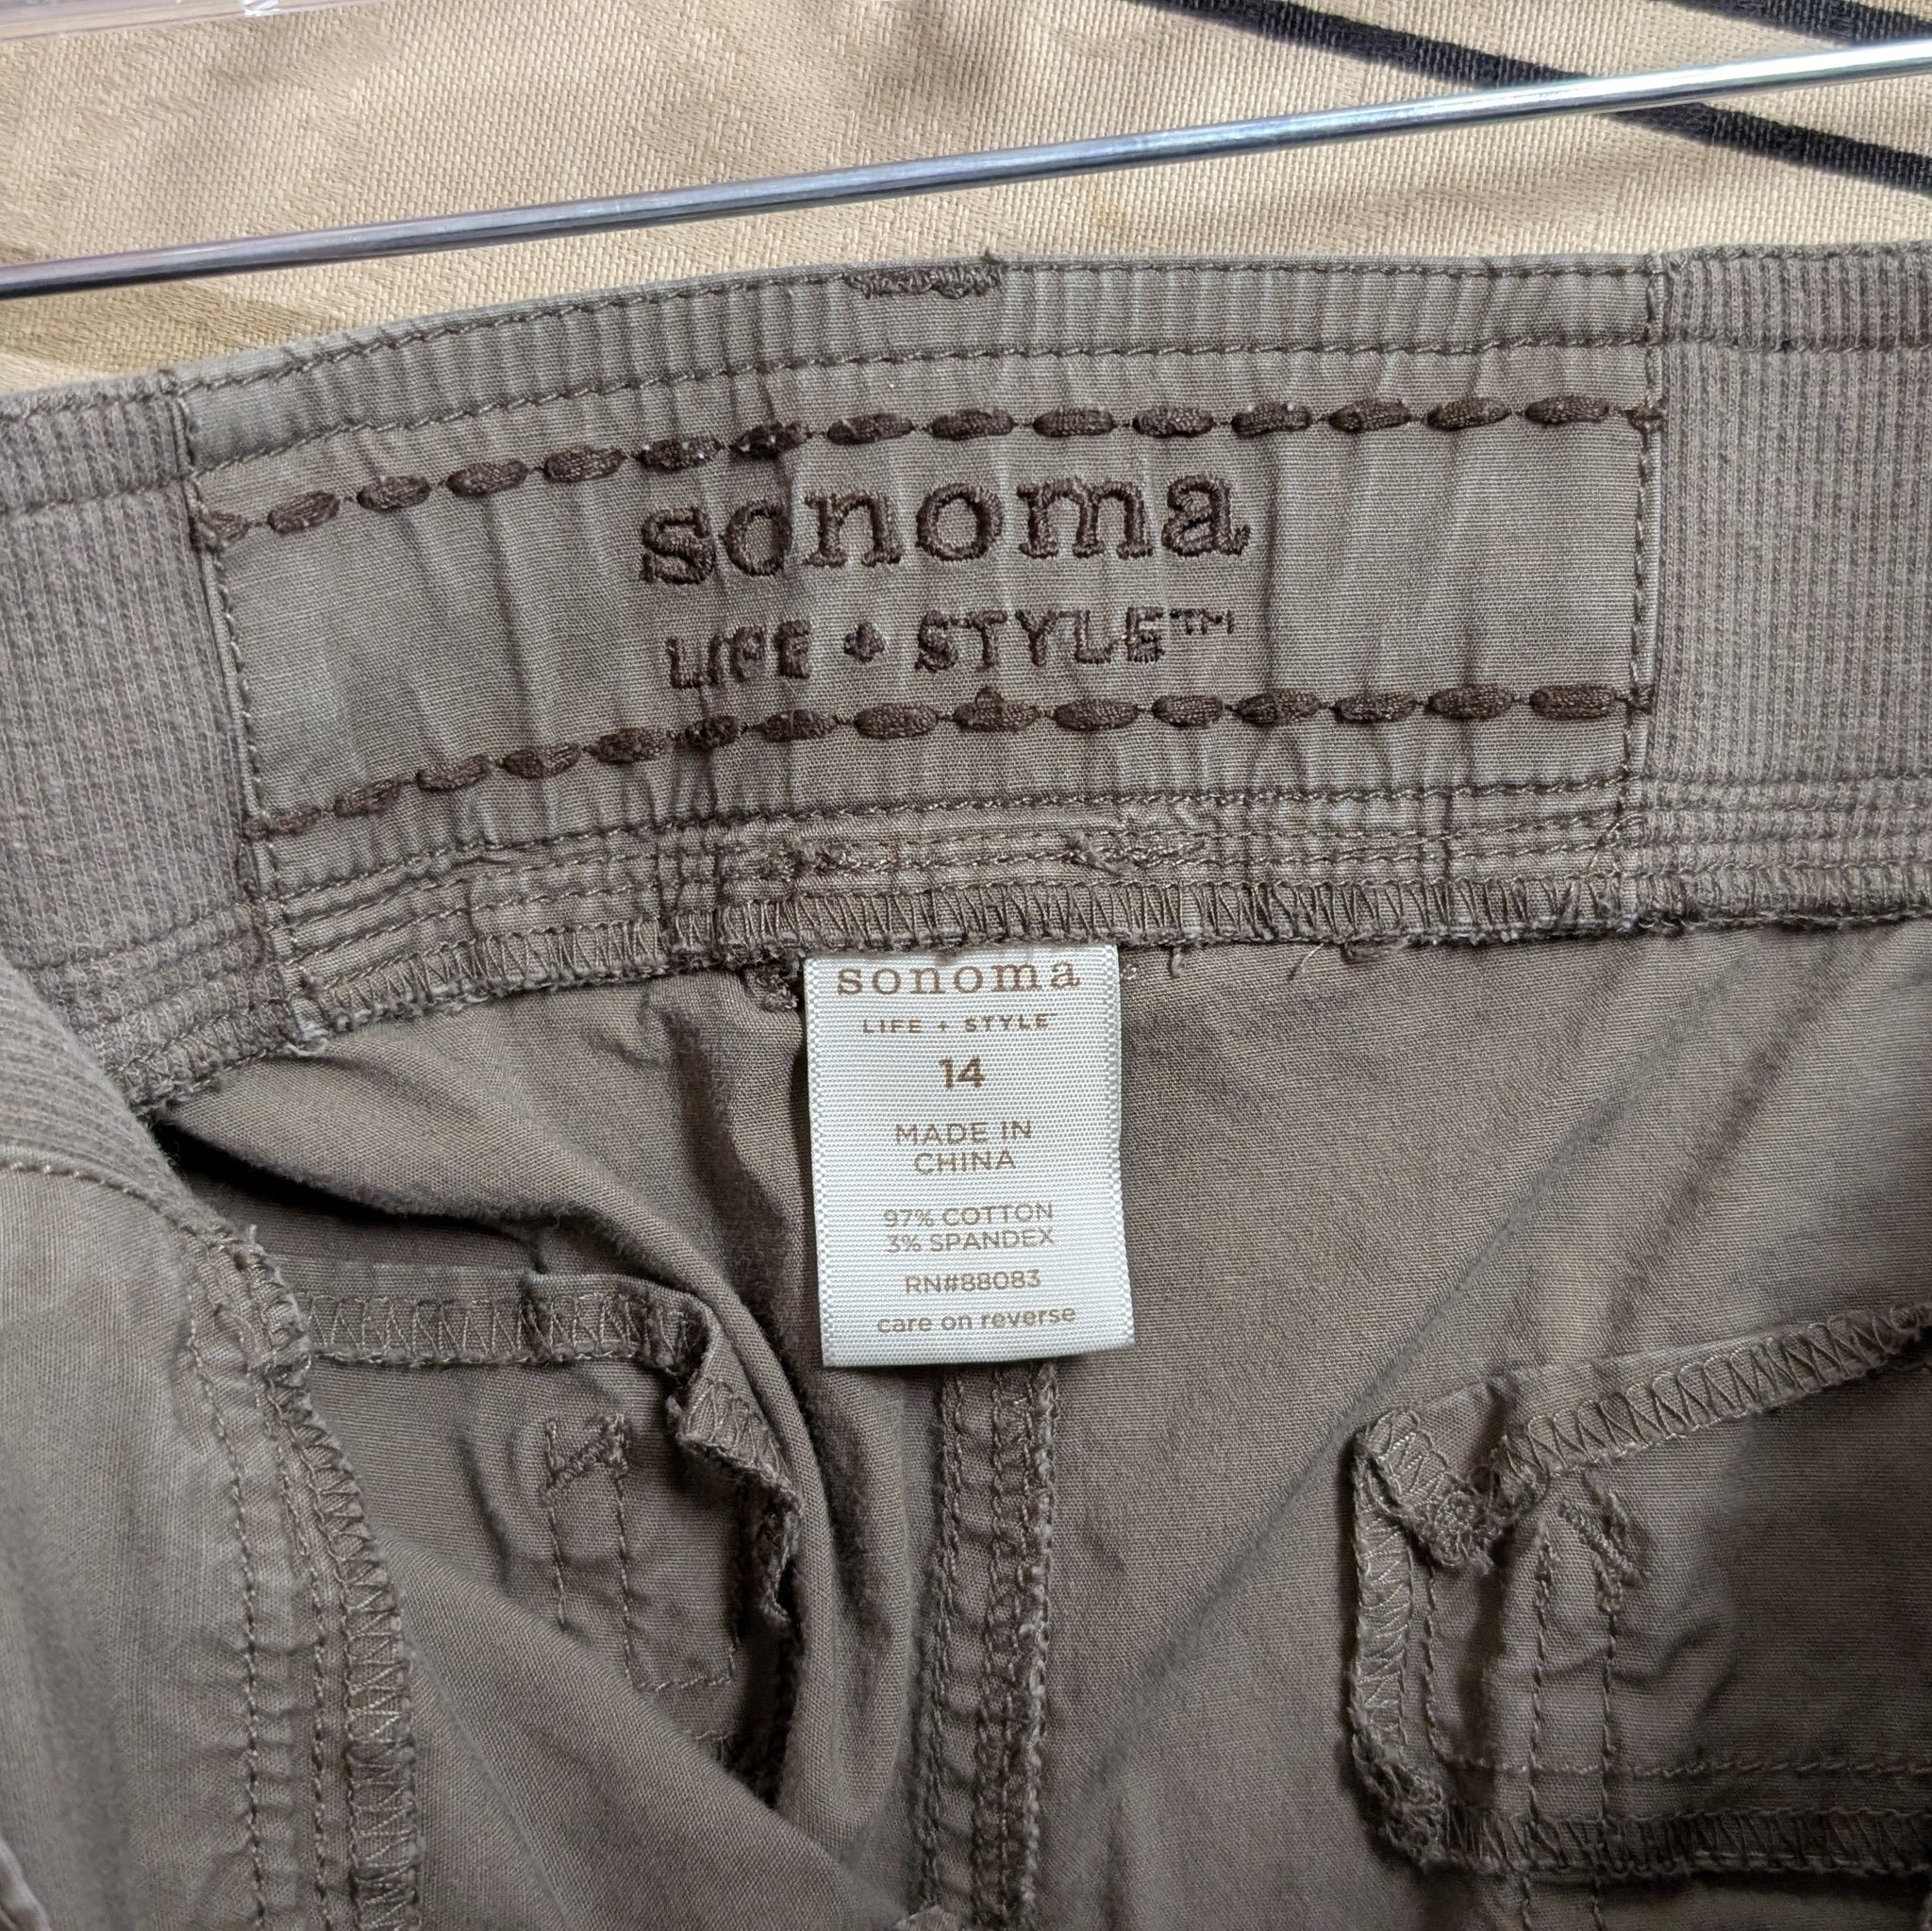 sonoma
LIFE + STYLE™
sonoma
LIFE + STYLE™
14
MADE IN
CHINA
97% COTTON
3% SPANDEX
RN#88083
care on reverse